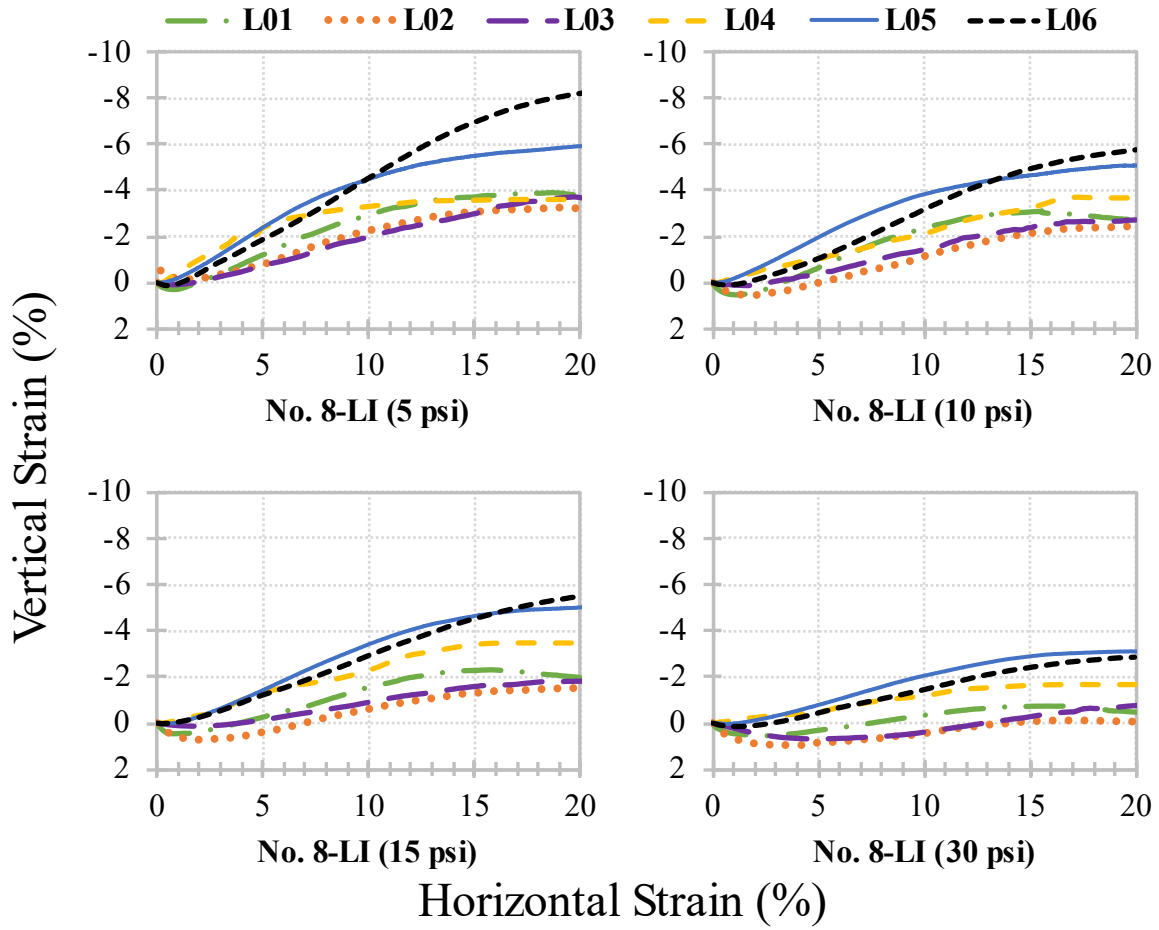 L01 L02 L03 L04 L05 L06
Vertical Strain (%)
-10
-8
-6
-4
-2
0
2
0 5 10 15 20
No. 8-LI (5 psi)
-10
-8
-6
-4
-2
0
2
0 5 10 15 20
No. 8-LI (10 psi)
-10
-8
-6
-4
-2
0
2
0 5 10 15 20
No. 8-LI (15 psi)
-10
-8
-6
-4
-2
0
2
0 5 10 15 20
No. 8-LI (30 psi)
Horizontal Strain (%)